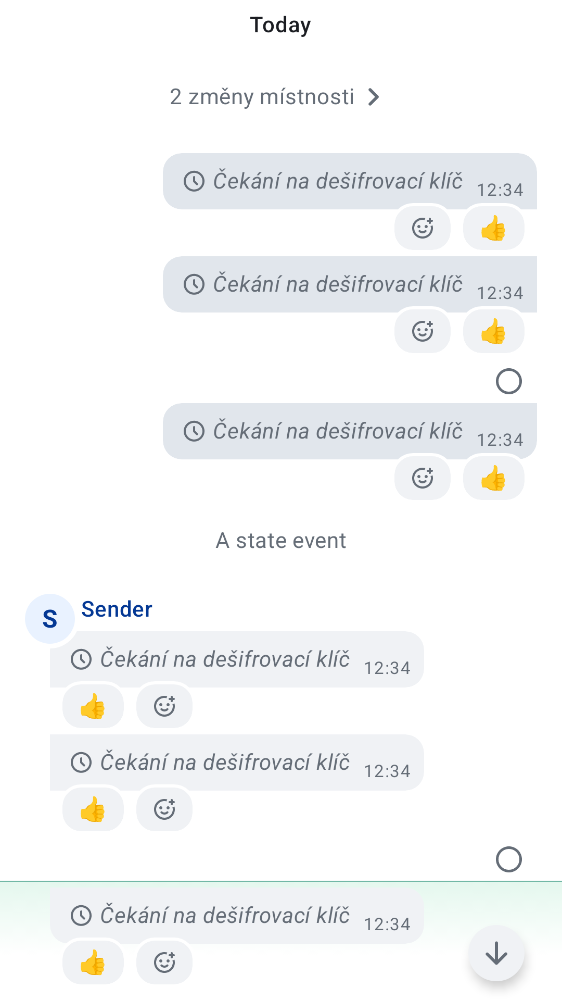 Today
2 změny místnosti
Čekání na dešifrovací klíč 12:34
👍
Čekání na dešifrovací klíč 12:34
👍
Čekání na dešifrovací klíč 12:34
👍
A state event
S Sender
Čekání na dešifrovací klíč 12:34
👍
Čekání na dešifrovací klíč 12:34
👍
Čekání na dešifrovací klíč 12:34
👍